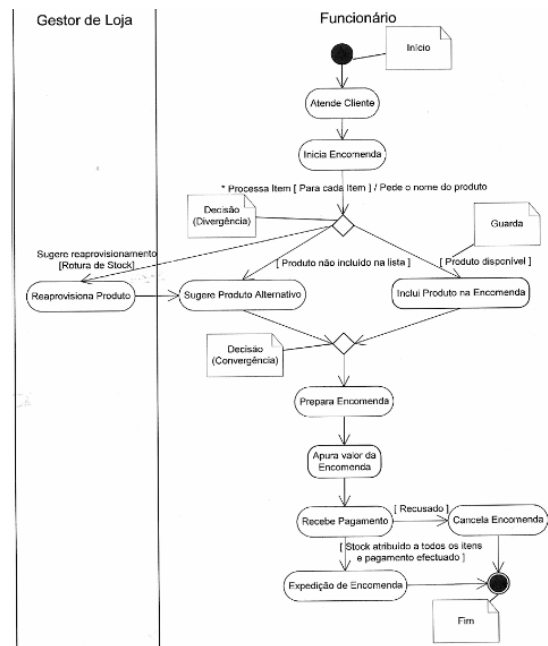 Gestor de Loja
Funcionário
Início
Atende Cliente
Inicia Encomenda
* Processa Item [ Para cada Item ] / Pede o nome do produto
Decisão
(Divergência)
Guarda
Sugere reaprovisionamento
[Rotura de Stock]
[ Produto não incluído na lista ]
[ Produto dispcnível ]
Reaprovisiona Produto
Sugere Produto Alternativo
Inclui Produto na Encomenda
Decisão
(Convergência)
Prepara Encomenda
Apura valor da
Encomenda
Recebe Pagamento
[ Recusado ]
Cancela Encomenda
[ Stock atribuido a todos os itens
e pagamento efectuado ]
Expedição de Encomenda
Fim